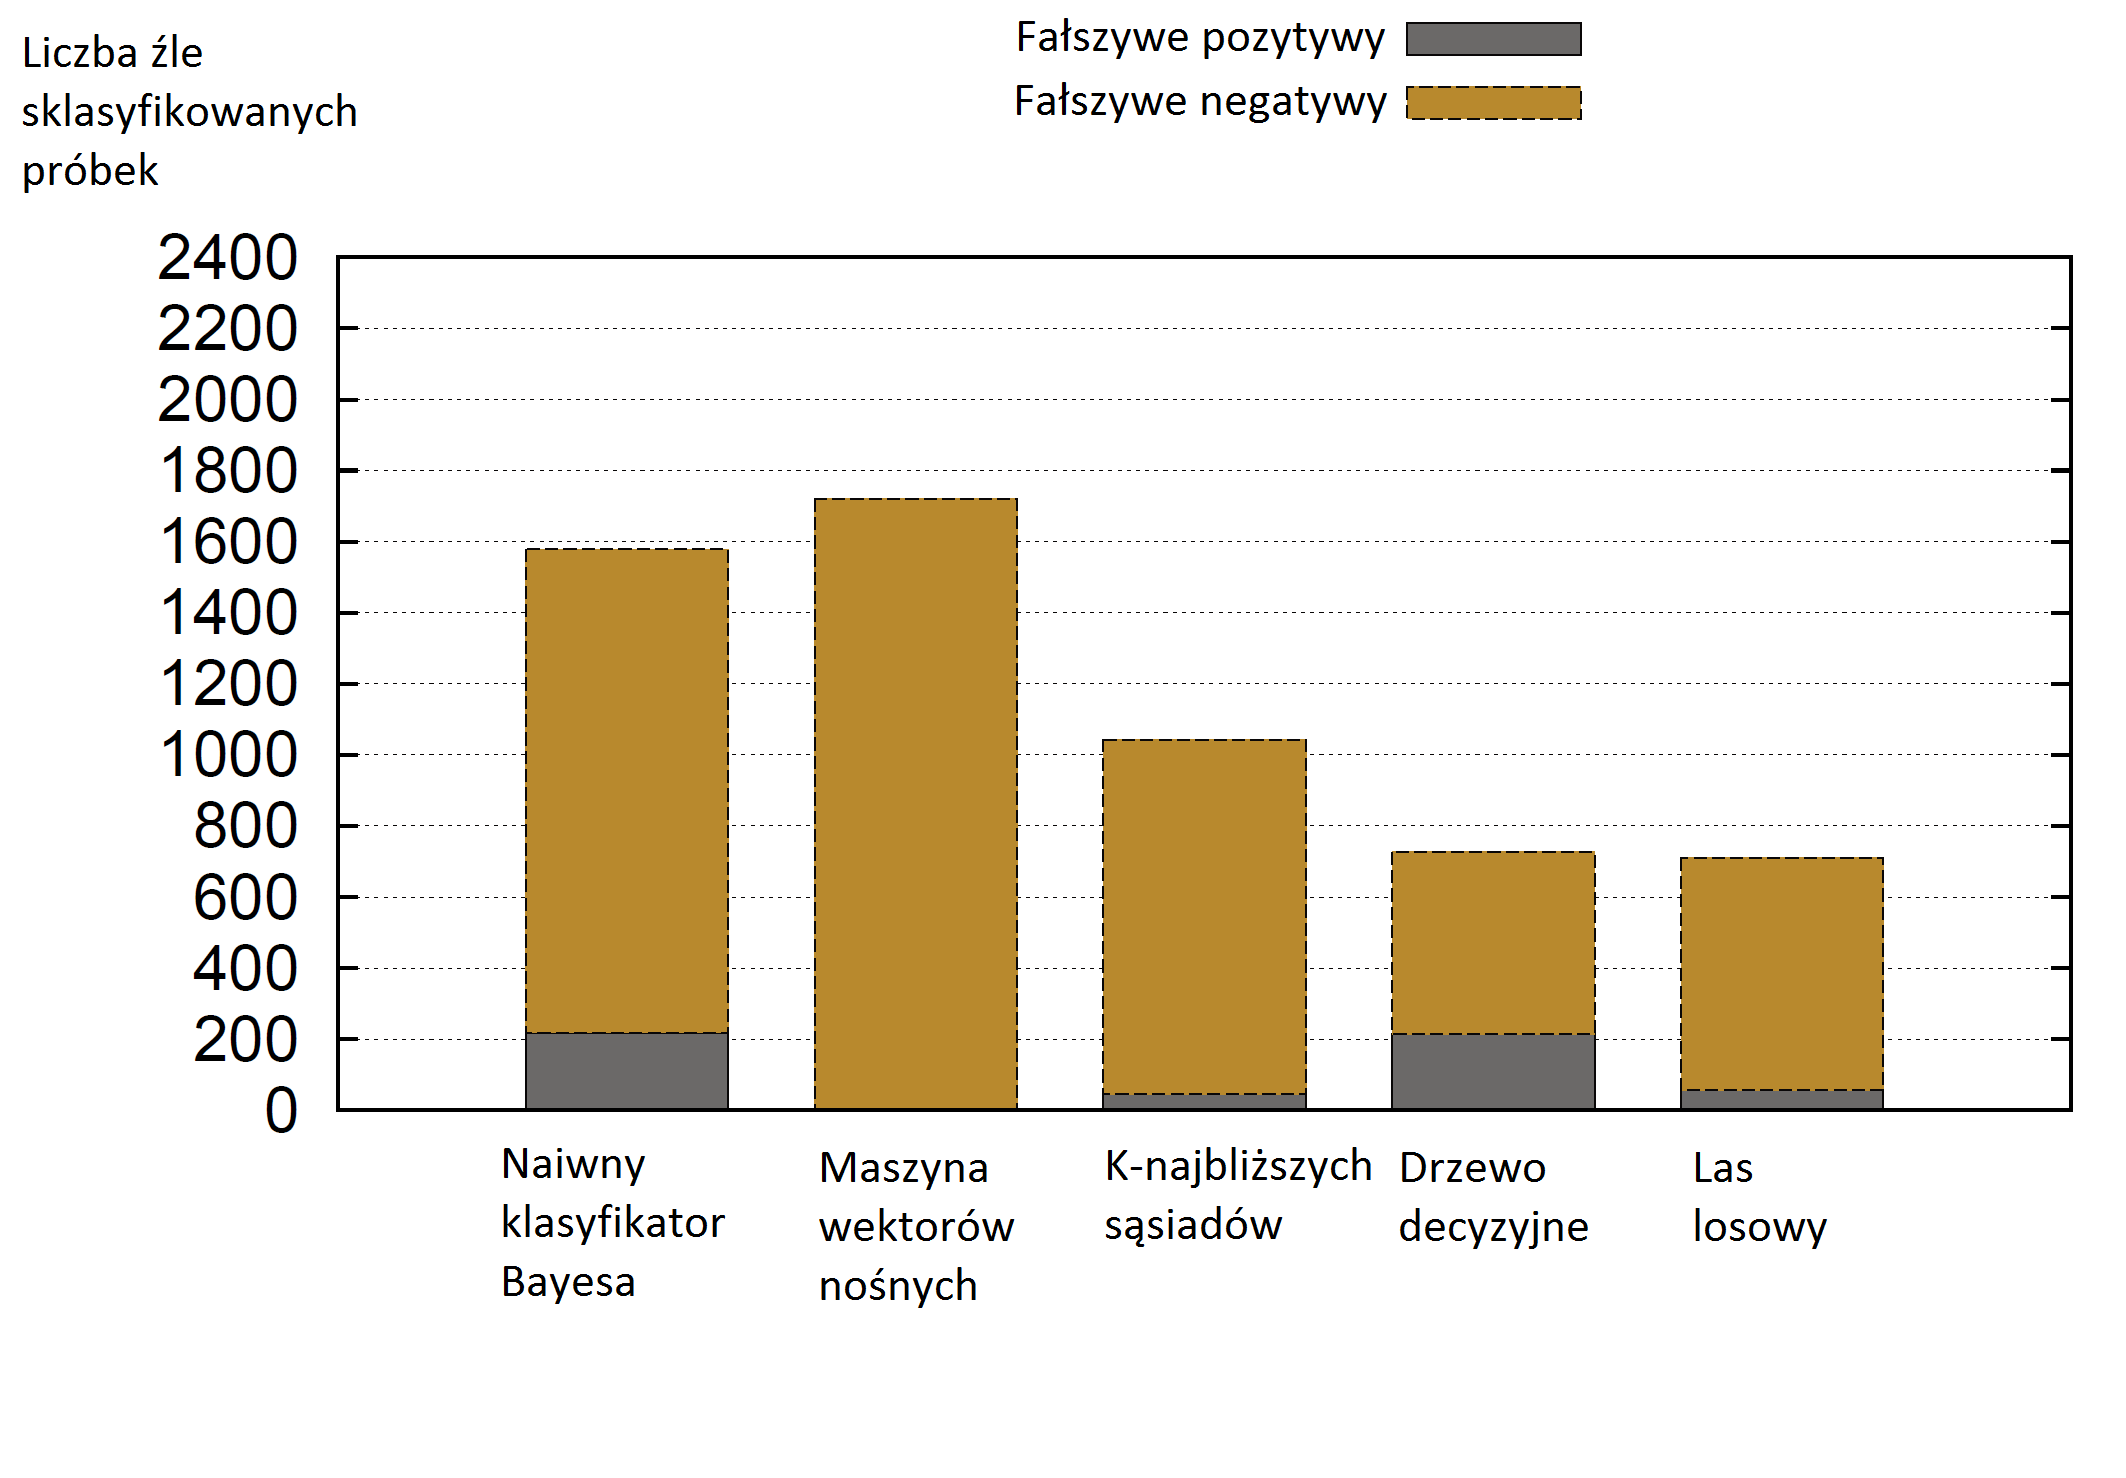 Liczba źle
sklasyfikowanych
próbek
Fałszywe pozytywy
Fałszywe negatywy
2400
2200
2000
1800
1600
1400
1200
1000
800
600
400
200
0
Naiwny
klasyfikator
Bayesa
Maszyna
wektorów
nośnych
K-najbliższych
sąsiadów
Drzewo
decyzyjne
Las
losowy